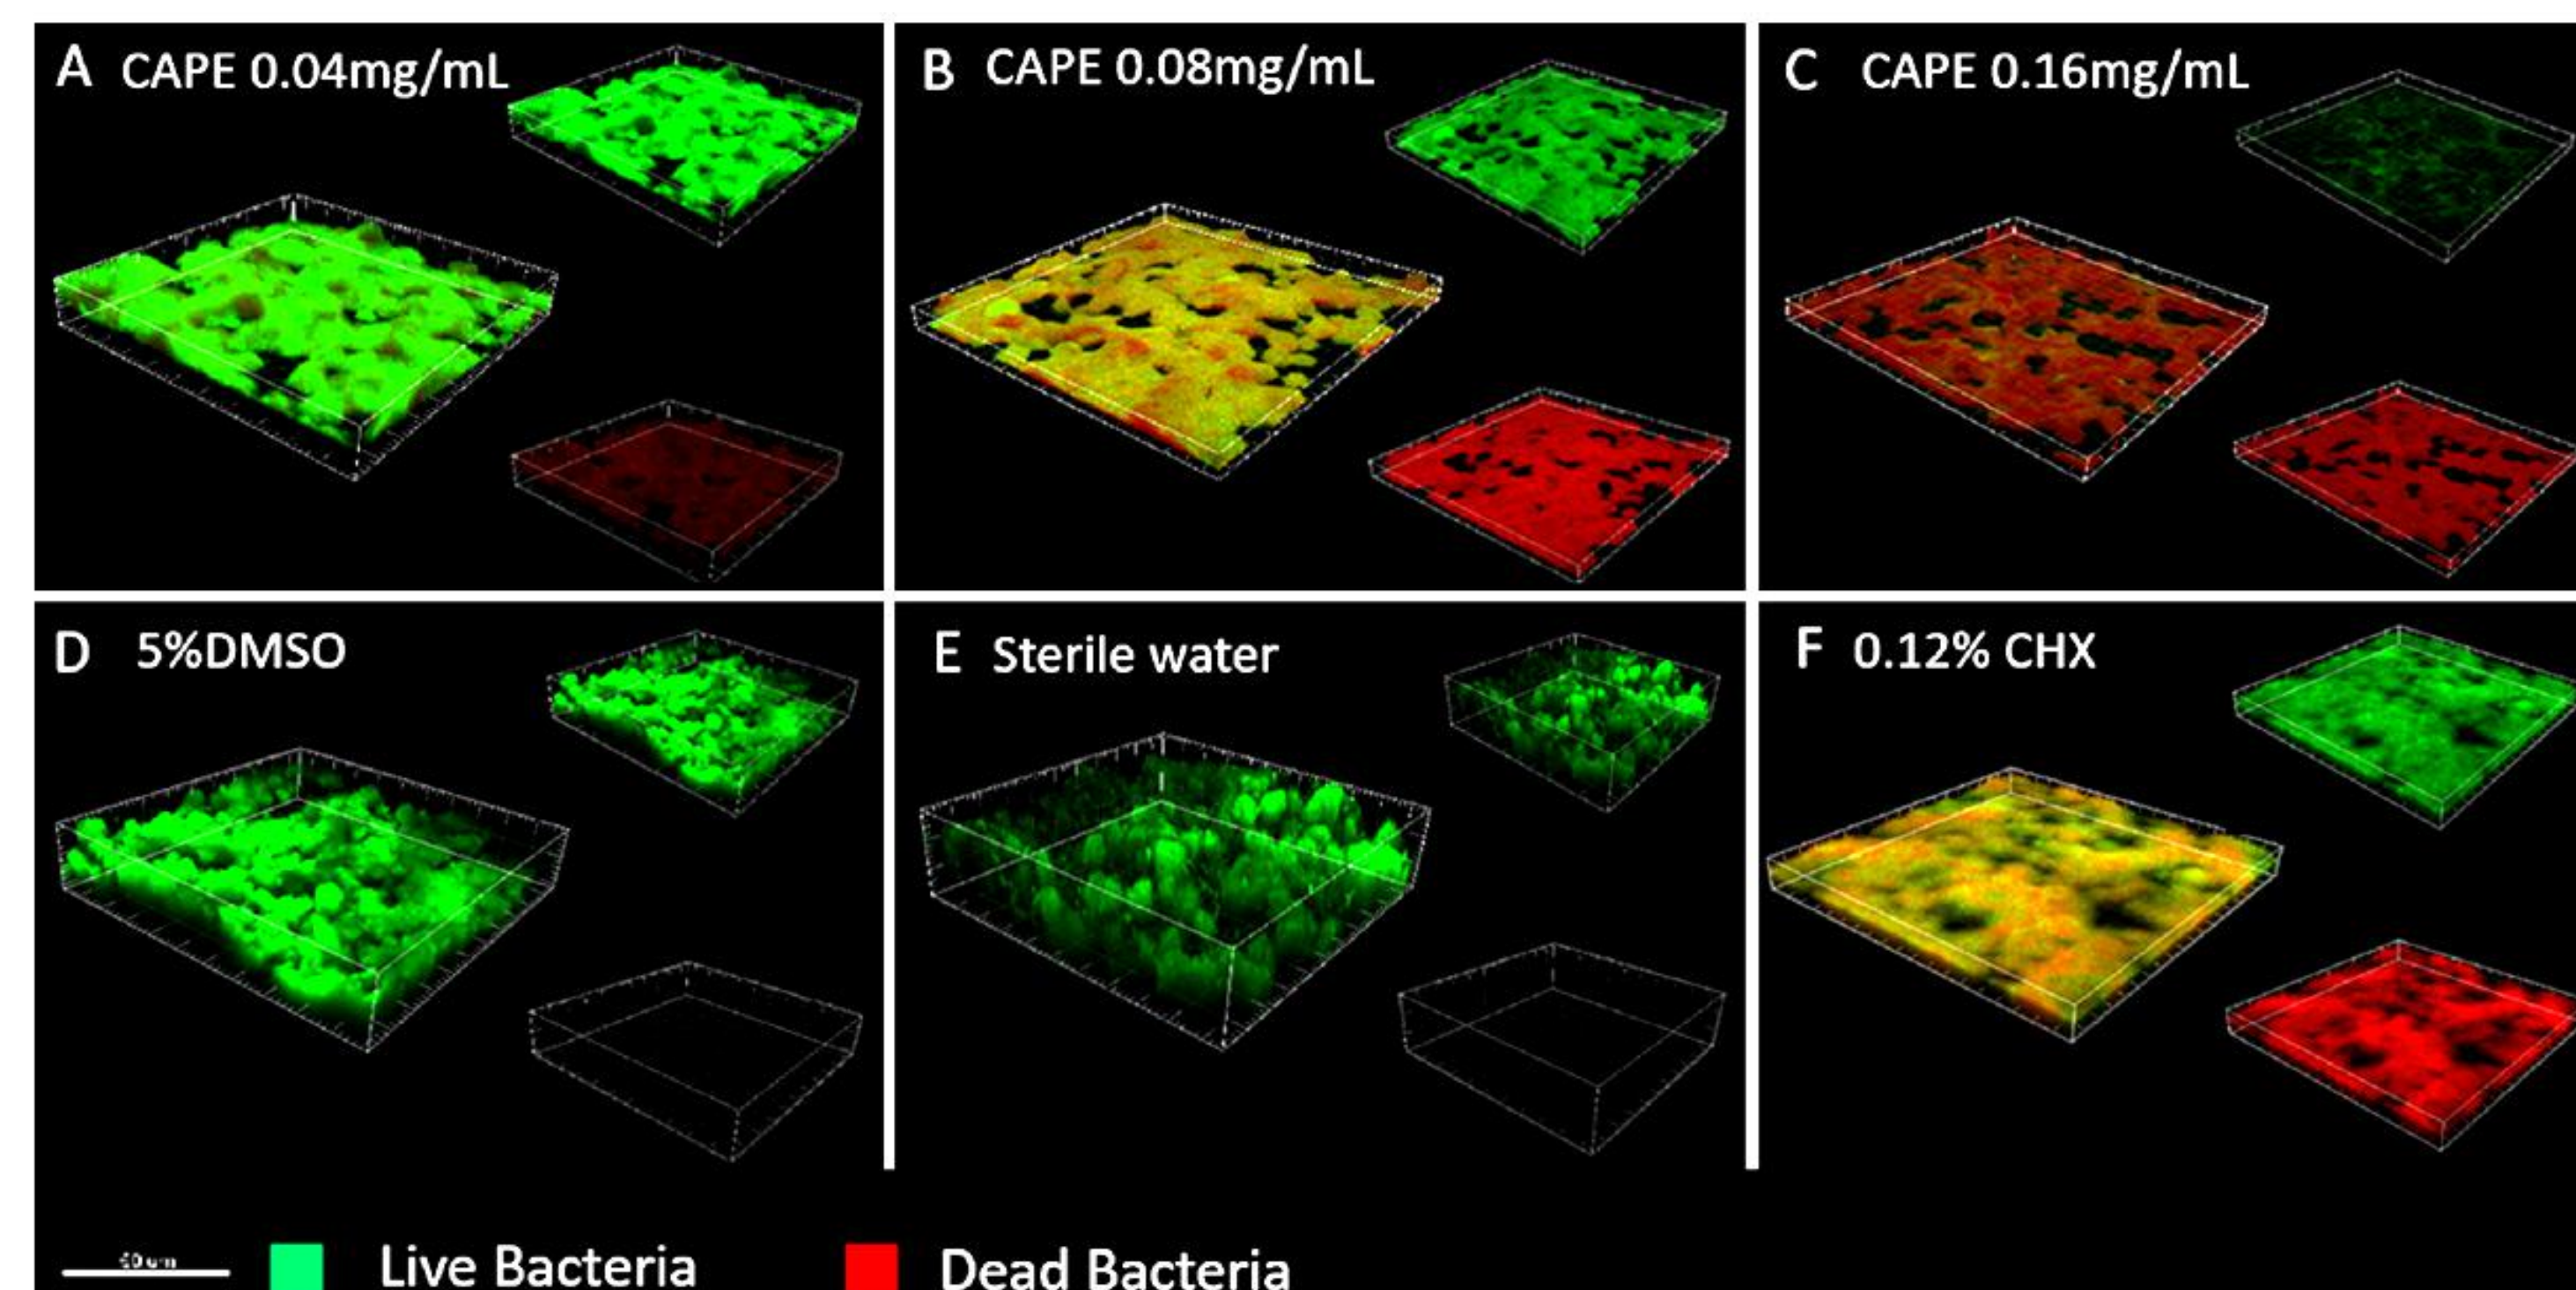 A CAPE 0.04mg/mL
B CAPE 0.08mg/mL
C CAPE 0.16mg/mL
D 5%DMSO
E Sterile water
F 0.12% CHX
Live Bacteria
Dead Bacteria